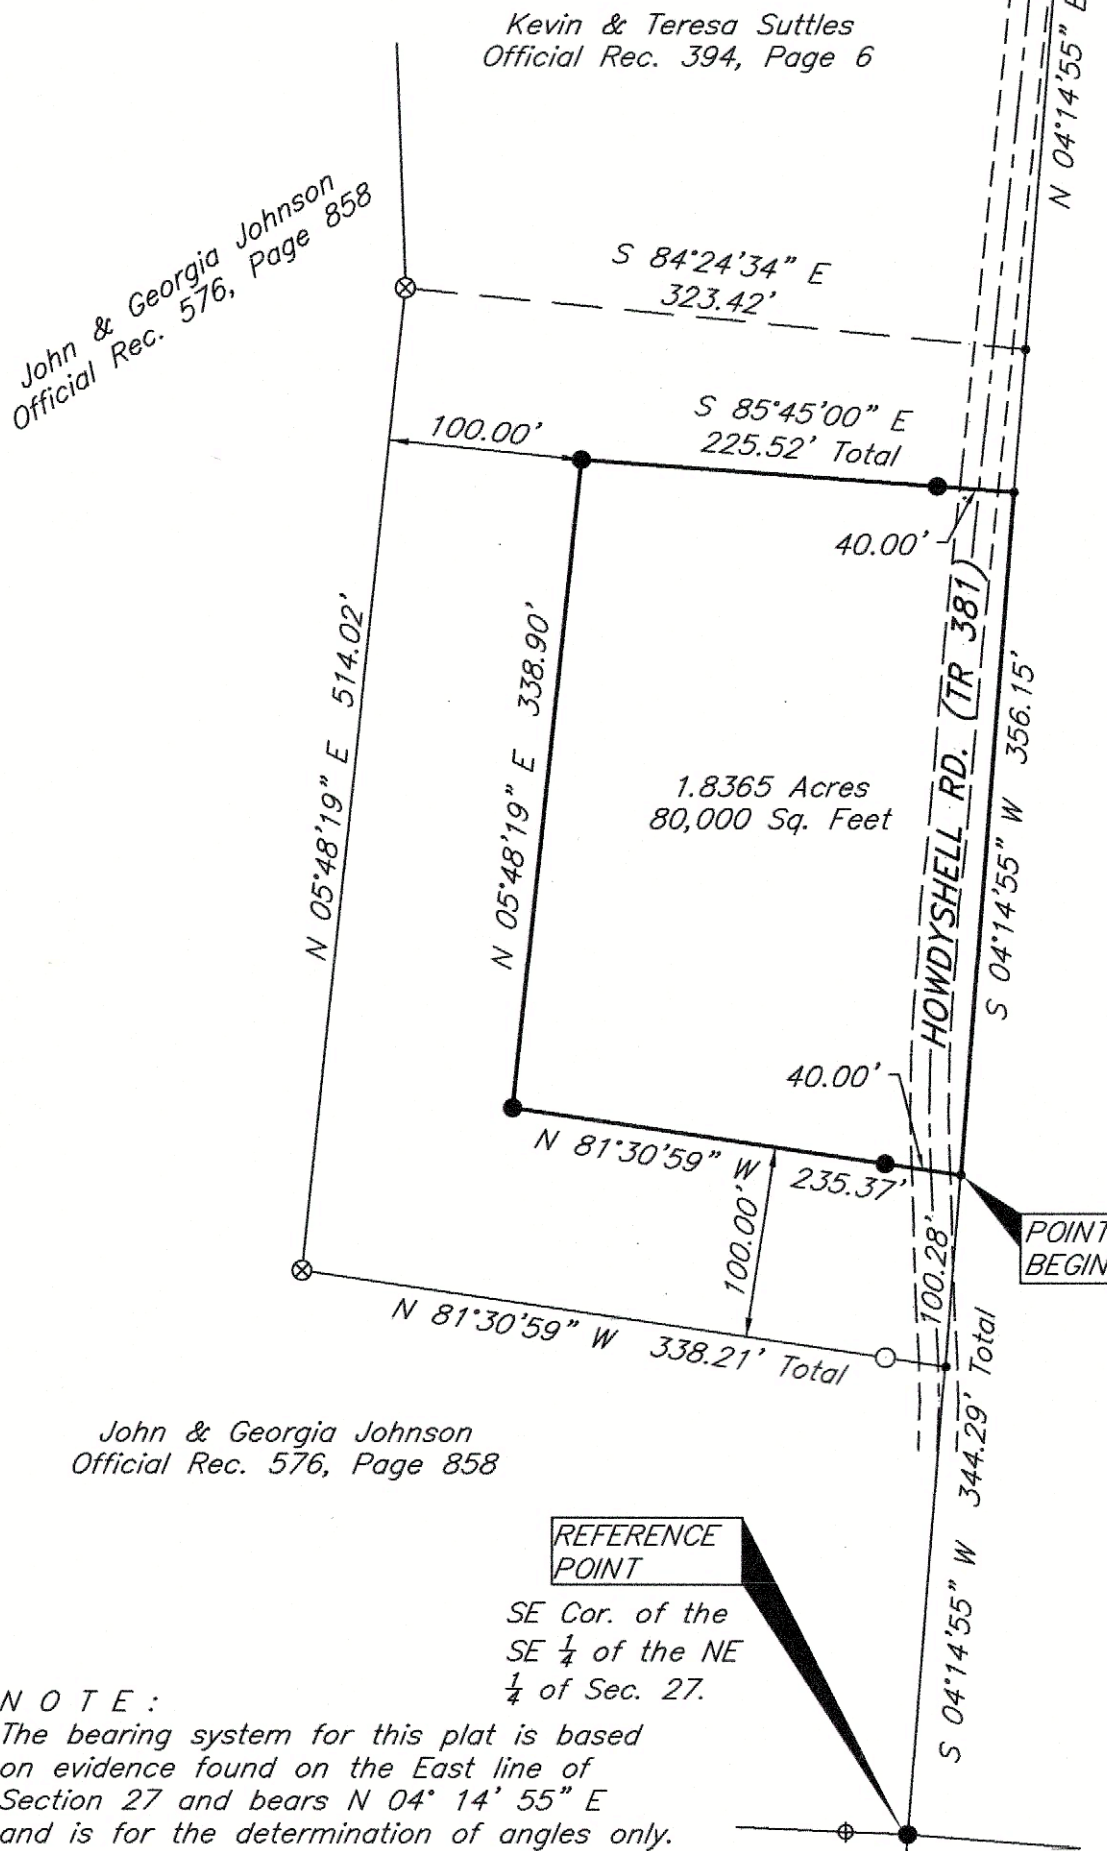 Kevin & Teresa Suttles
Official Rec. 394, Page 6
N 04°14'55" E
John & Georgia Johnson
Official Rec. 576, Page 858
S 84°24'34" E
323.42'
S 85°45'00" E
225.52' Total
100.00'
40.00'
N 05°48'19" E 514.02'
N 05°48'19" E 338.90'
1.8365 Acres
80,000 Sq. Feet
HOWDYSHELL RD. (TR 381)
S 04°14'55" W 356.15'
40.00'
N 81°30'59" W 235.37'
100.00'
100.28'
POINT
BEGIN
N 81°30'59" W 338.21' Total
S 04°14'55" W 344.29' Total
John & Georgia Johnson
Official Rec. 576, Page 858
REFERENCE
POINT
SE Cor. of the
SE 1/4 of the NE
1/4 of Sec. 27.
N O T E :
The bearing system for this plat is based
on evidence found on the East line of
Section 27 and bears N 04° 14' 55" E
and is for the determination of angles only.